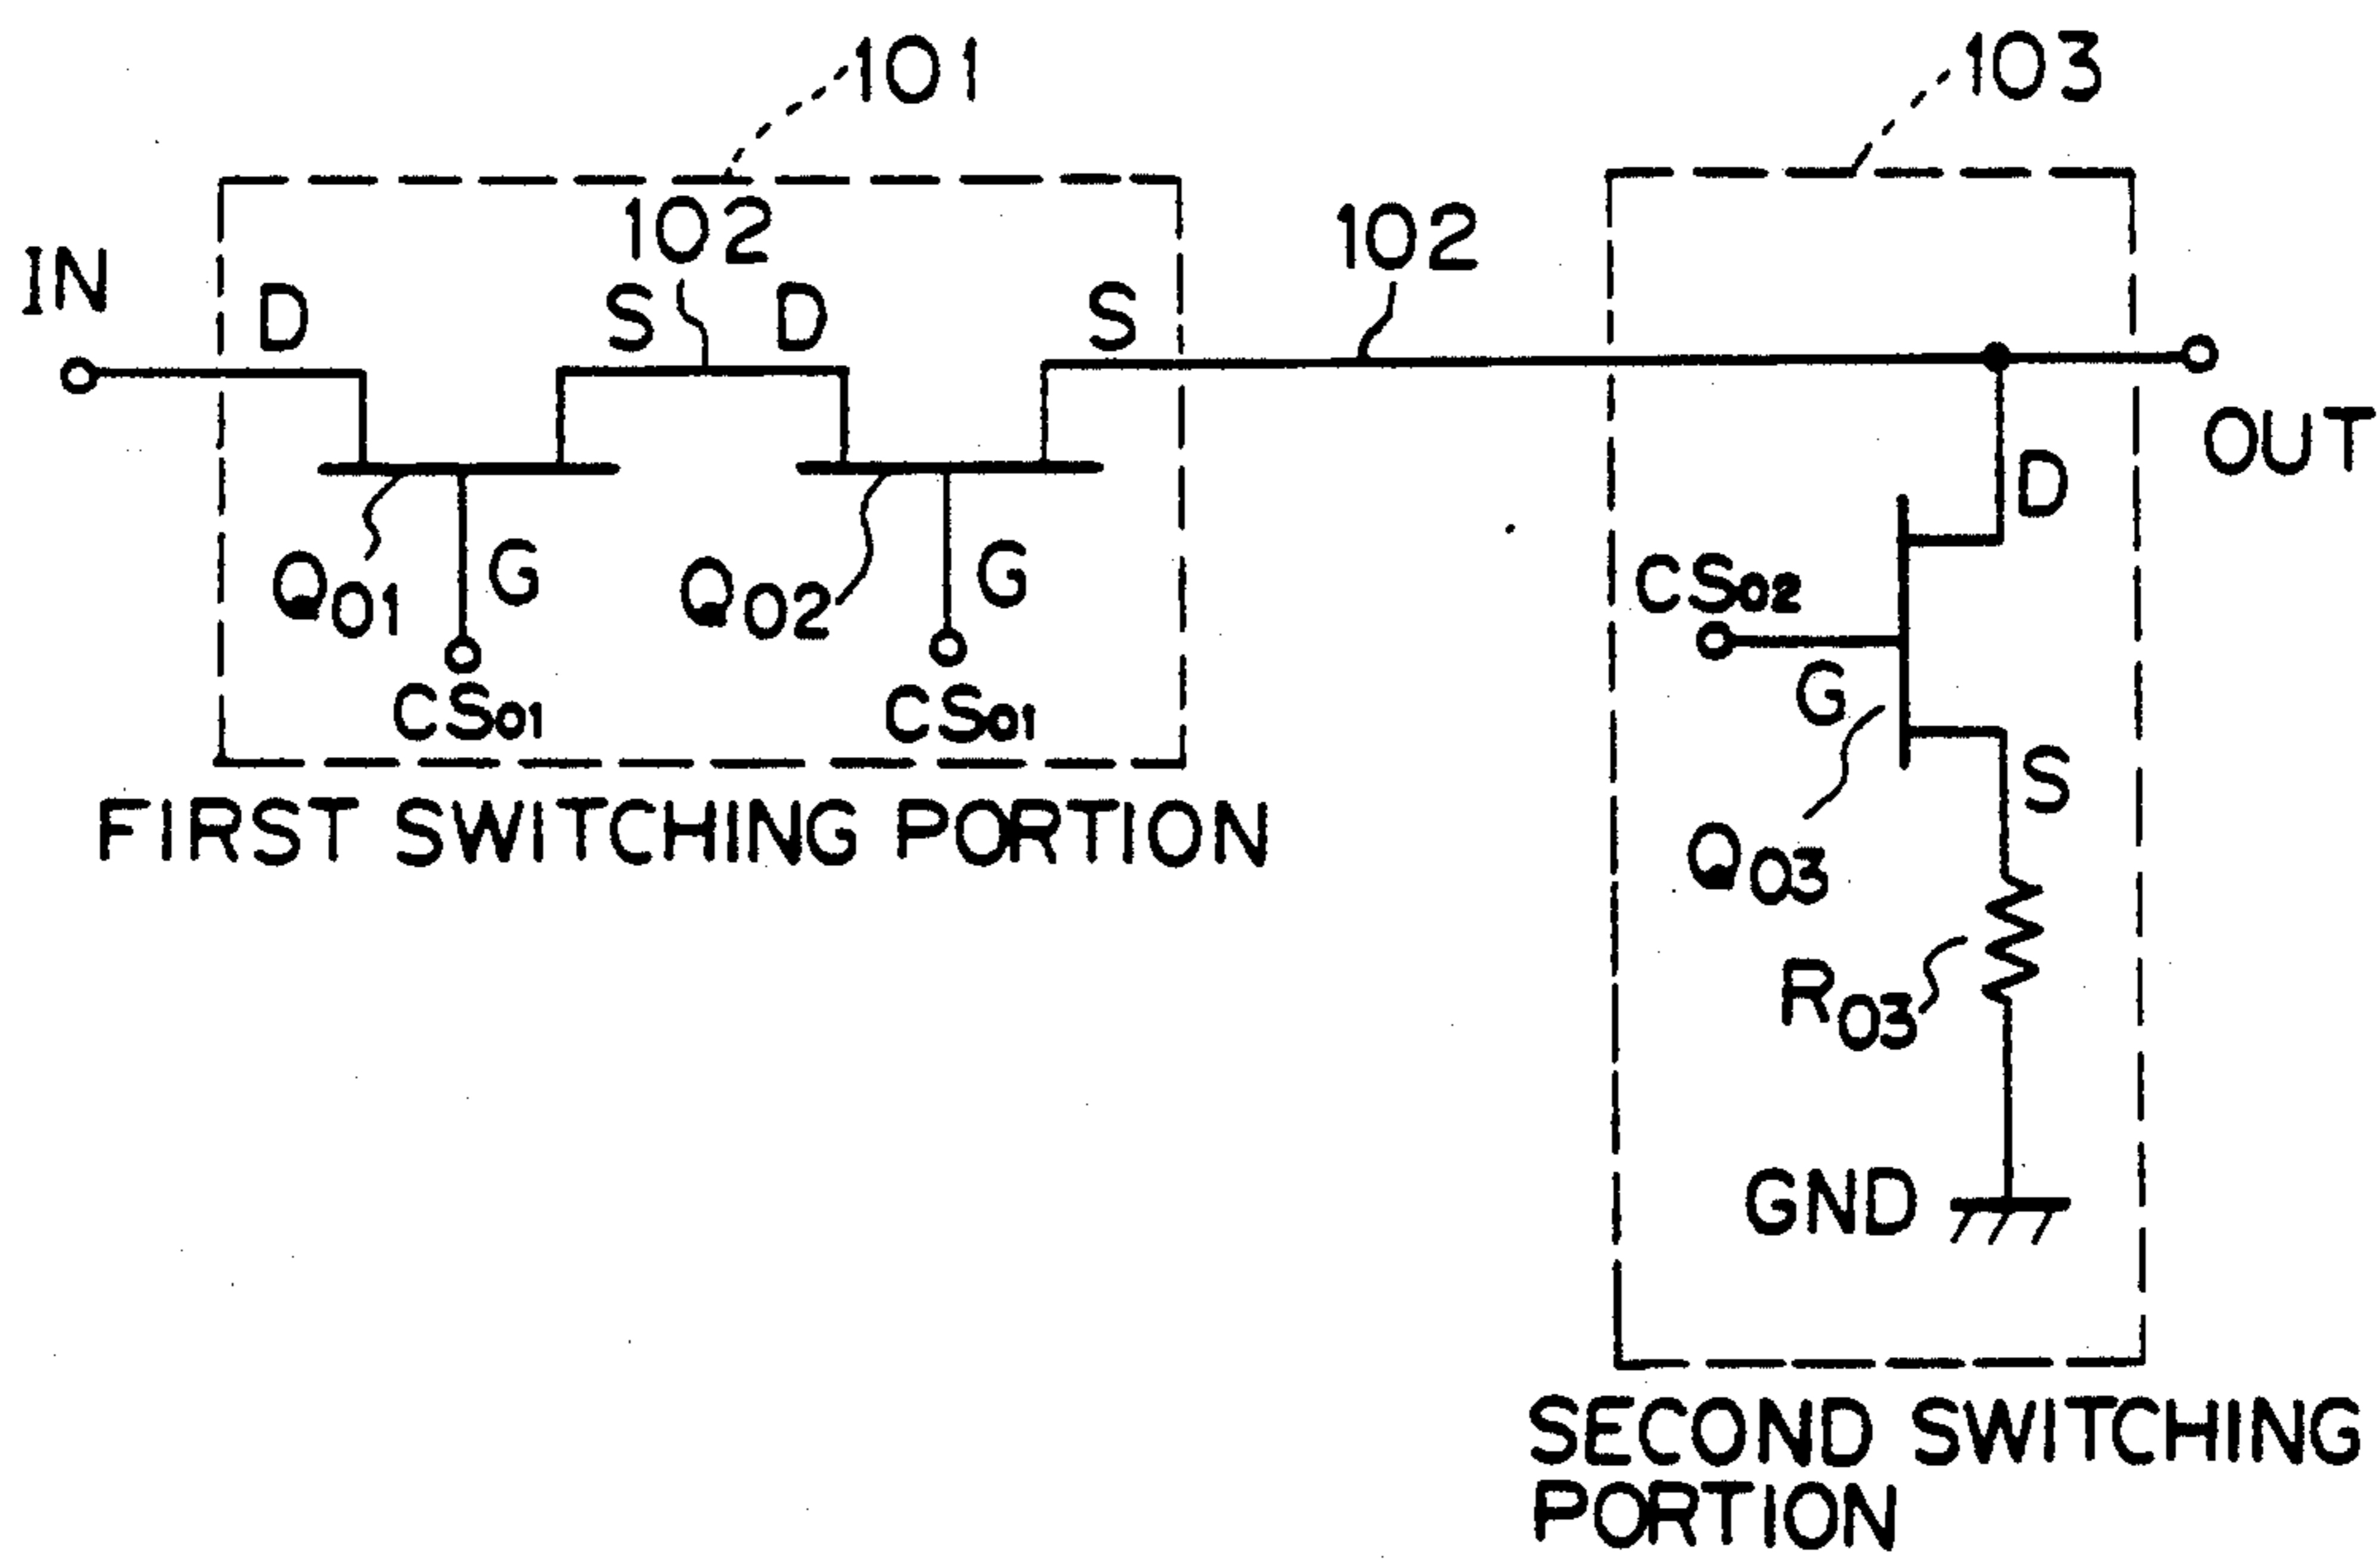 101
103
102
102
IN
D
S
D
S
OUT
D
Q01
G
Q02
G
CS02
CS01
CS01
G
S
FIRST SWITCHING PORTION
Q03
R03
GND
SECOND SWITCHING
PORTION